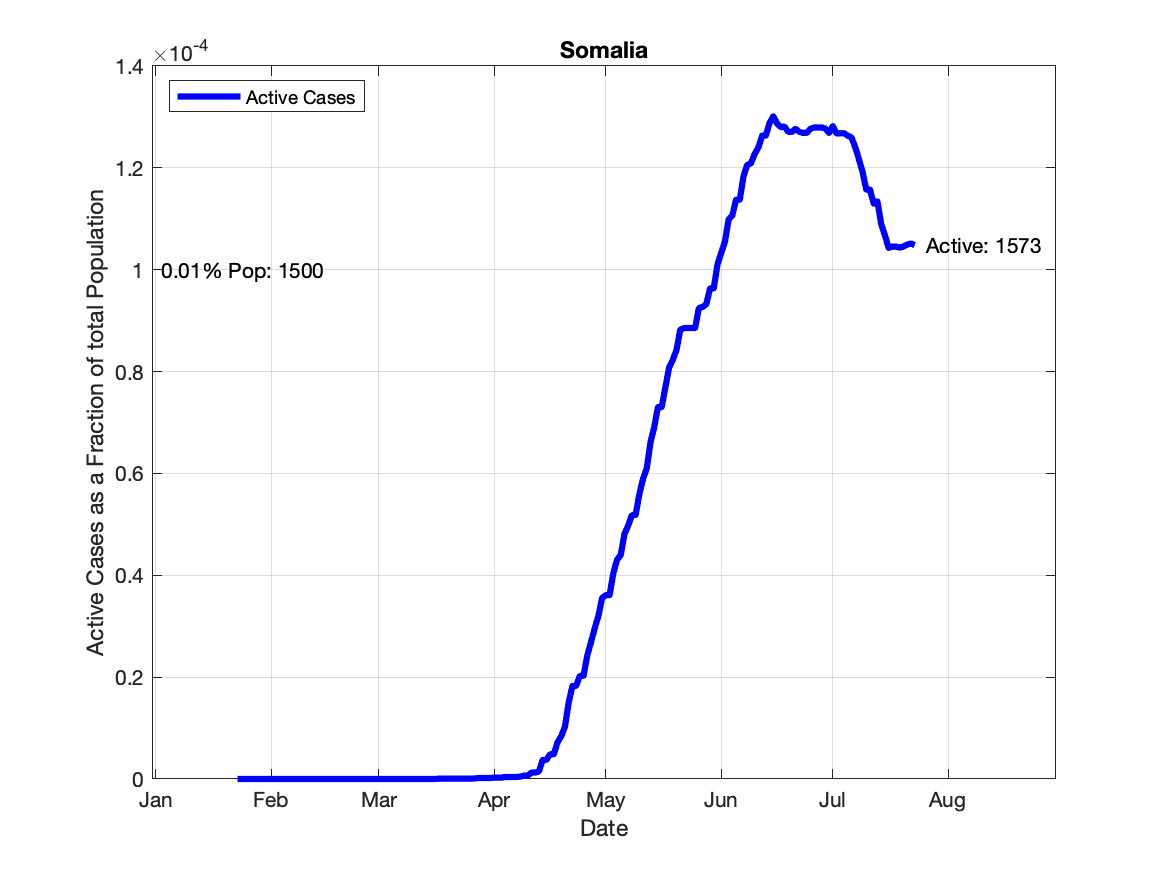 Somalia
×10-4
1.4
1.2
1
0.8
0.6
0.4
0.2
0
Active Cases
0.01% Pop: 1500
Active: 1573
Active Cases as a Fraction of total Population
Jan Feb Mar Apr May Jun Jul Aug
Date